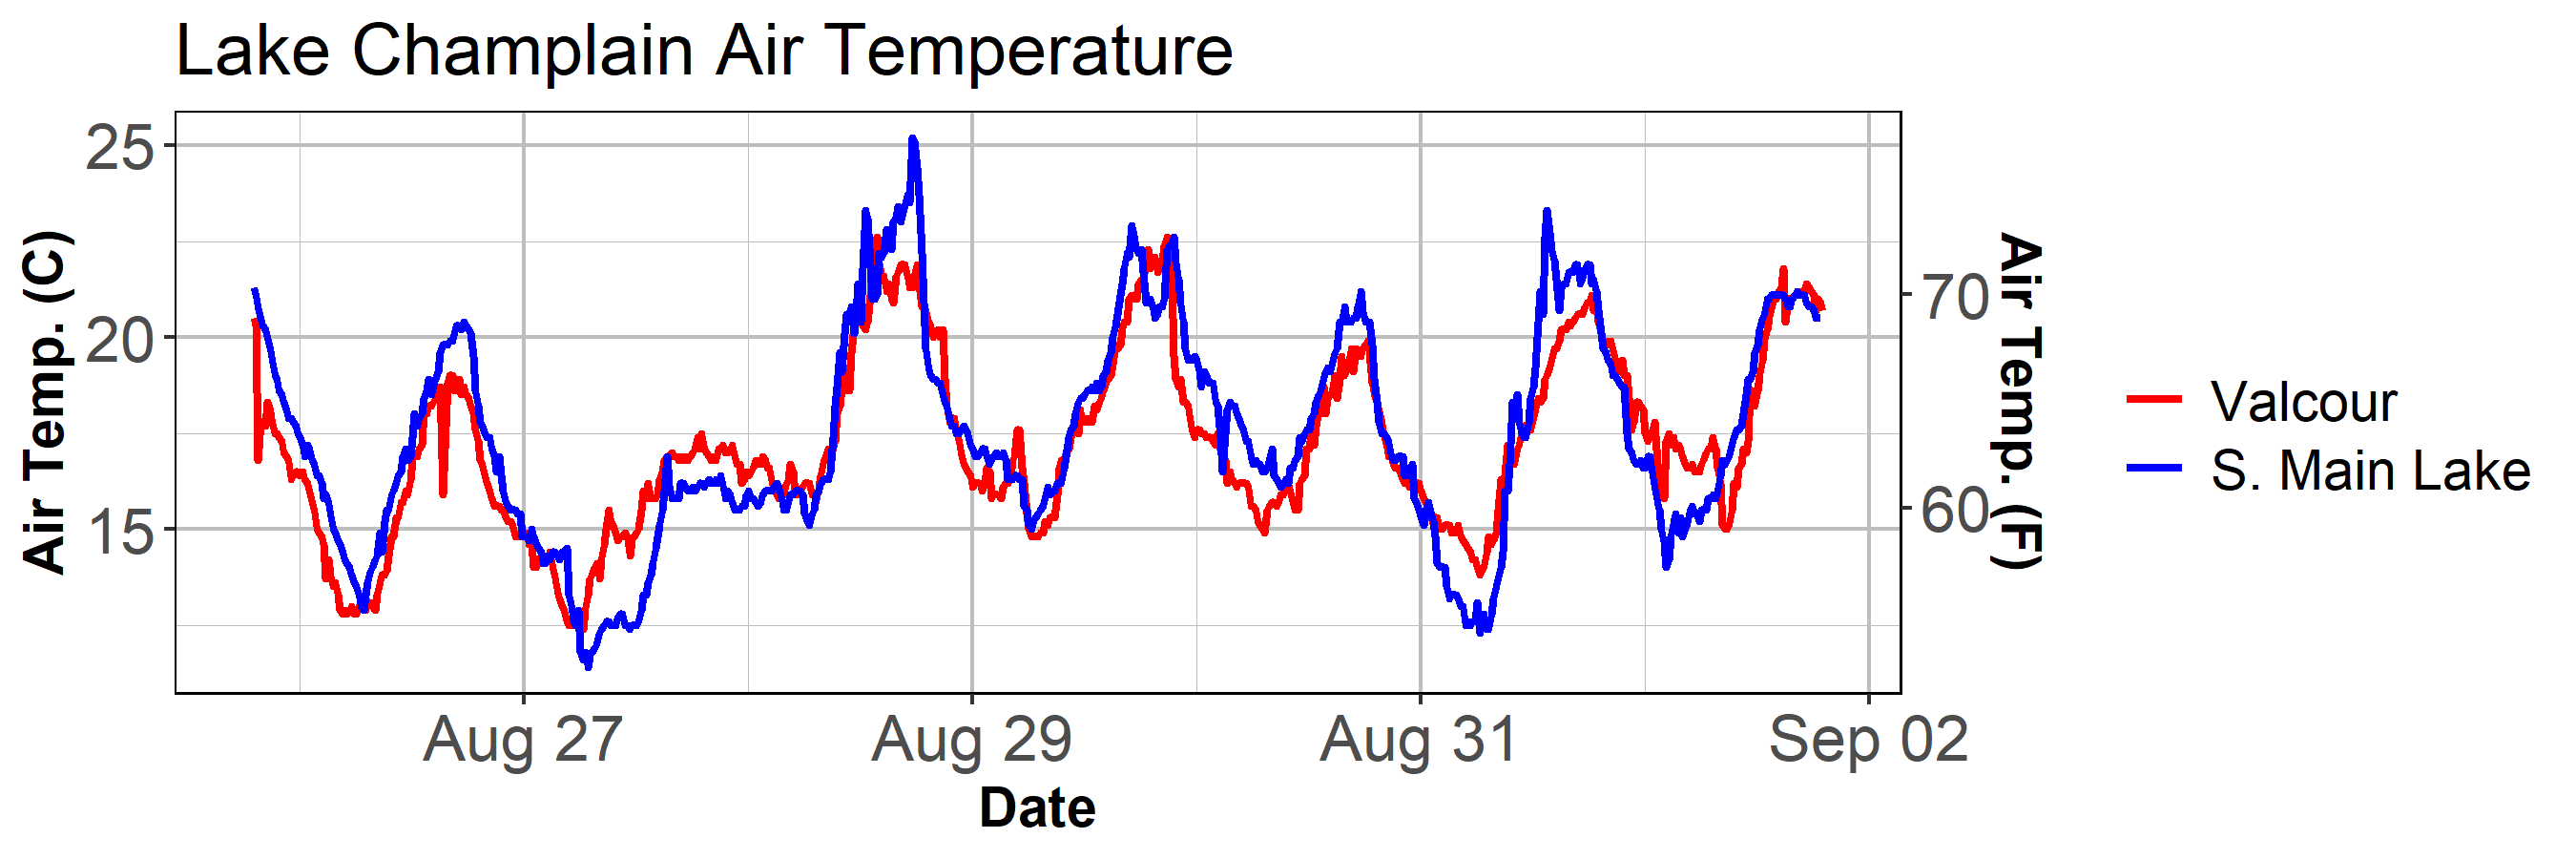 Lake Champlain Air Temperature
25
20
15
Air Temp. (C)
70
60
Air Temp. (F)
Valcour
S. Main Lake
Aug 27
Aug 29
Aug 31
Sep 02
Date